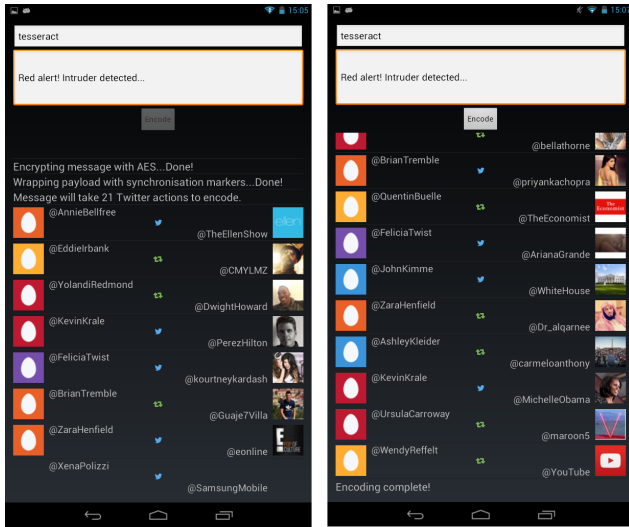 15:05
tesseract
Red alert! Intruder detected...
Encode
Encrypting message with AES...Done!
Wrapping payload with synchronisation markers...Done!
Message will take 21 Twitter actions to encode.
@AnnieBellfree
ellen
@TheEllenShow
@EddieIrbank
@CMYLMZ
@YolandiRedmond
@DwightHoward
@KevinKrale
@PerezHilton
@FeliciaTwist
@kourtneykardash
@BrianTremble
@Guaje7Villa
@ZaraHenfield
@eonline
@XenaPolizzi
@SamsungMobile
15:07
tesseract
Red alert! Intruder detected...
Encode
@bellathorne
@BrianTremble
@priyankachopra
@QuentinBuelle
The
Economist
@TheEconomist
@FeliciaTwist
@ArianaGrande
@JohnKimme
@WhiteHouse
@ZaraHenfield
@Dr_alqarnee
@AshleyKleider
@carmeloanthony
@KevinKrale
@MichelleObama
@UrsulaCarroway
@maroon5
@WendyReffelt
@YouTube
Encoding complete!